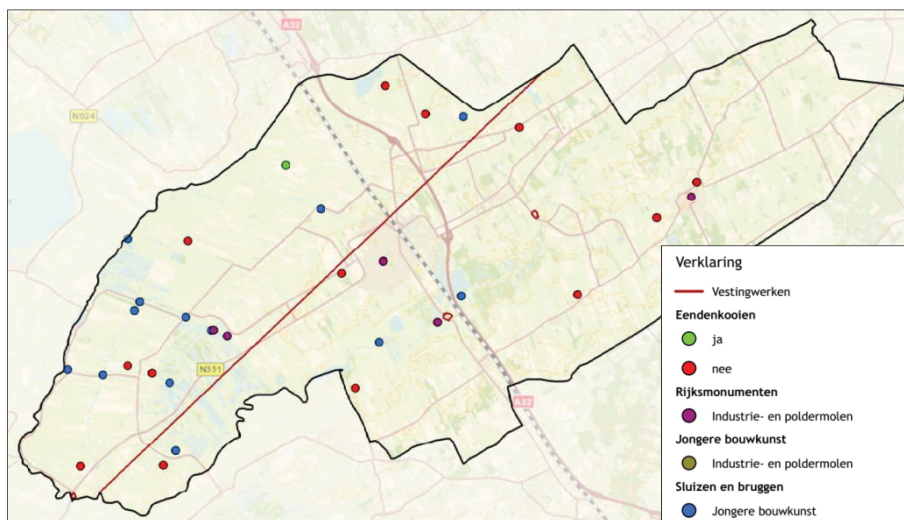 A32
N924
N351
A32
Verklaring
Vestingwerken
Eendenkooien
ja
nee
Rijksmonumenten
Industrie- en poldermolen
Jongere bouwkunst
Industrie- en poldermolen
Sluizen en bruggen
Jongere bouwkunst